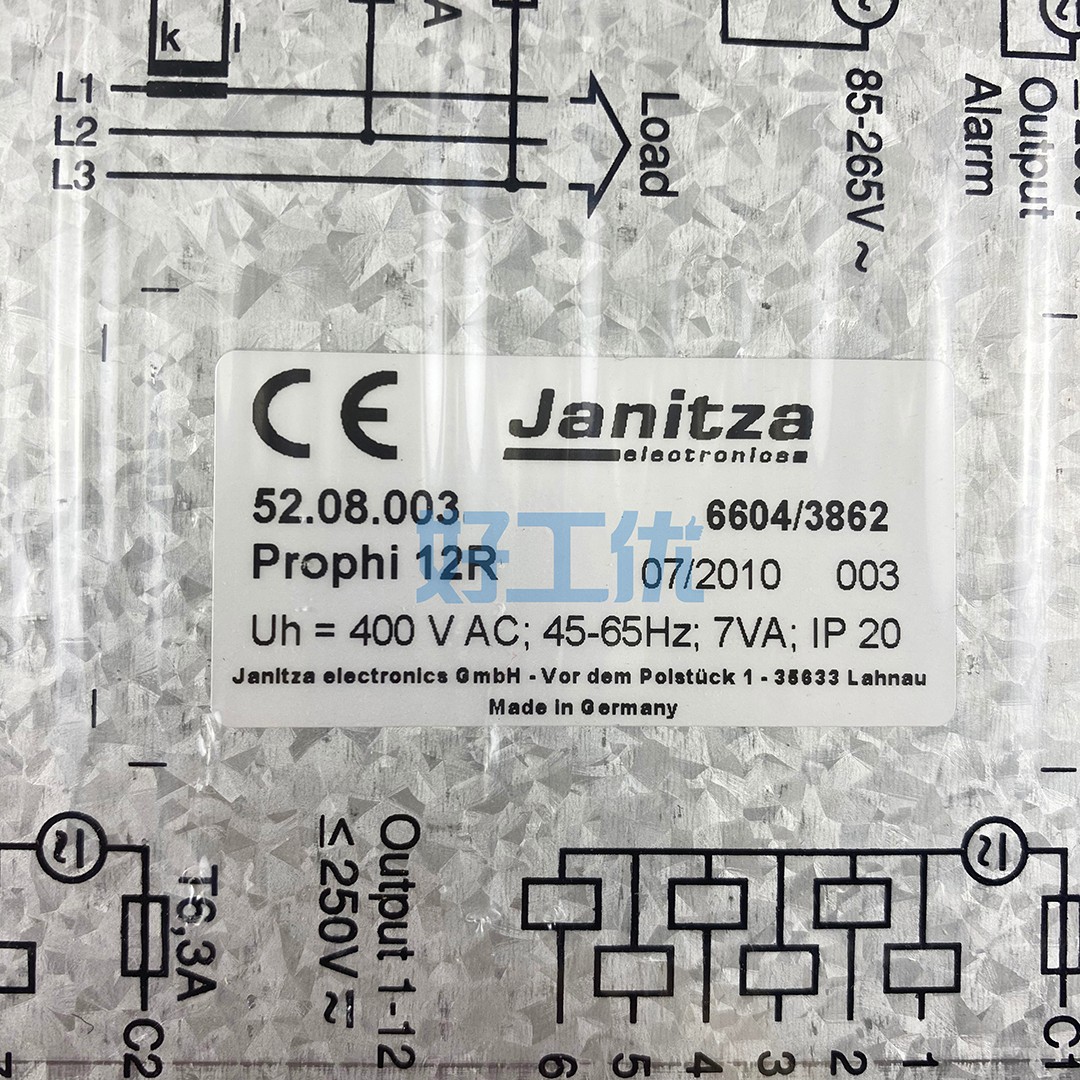 k
l
A
L1
L2
L3
Load
85-265V ~
Output
Alarm
CE
Janitza
electronics
52.08.003
6604/3862
Prophi 12R
07/2010 003
Uh = 400 V AC; 45-65Hz; 7VA; IP 20
Janitza electronics GmbH - Vor dem Polstück 1 - 35633 Lahnau
Made in Germany
好工优
T6,3A
C2
Output 1-12
≤250V ≂
6
5
4
3
2
1
C1
7